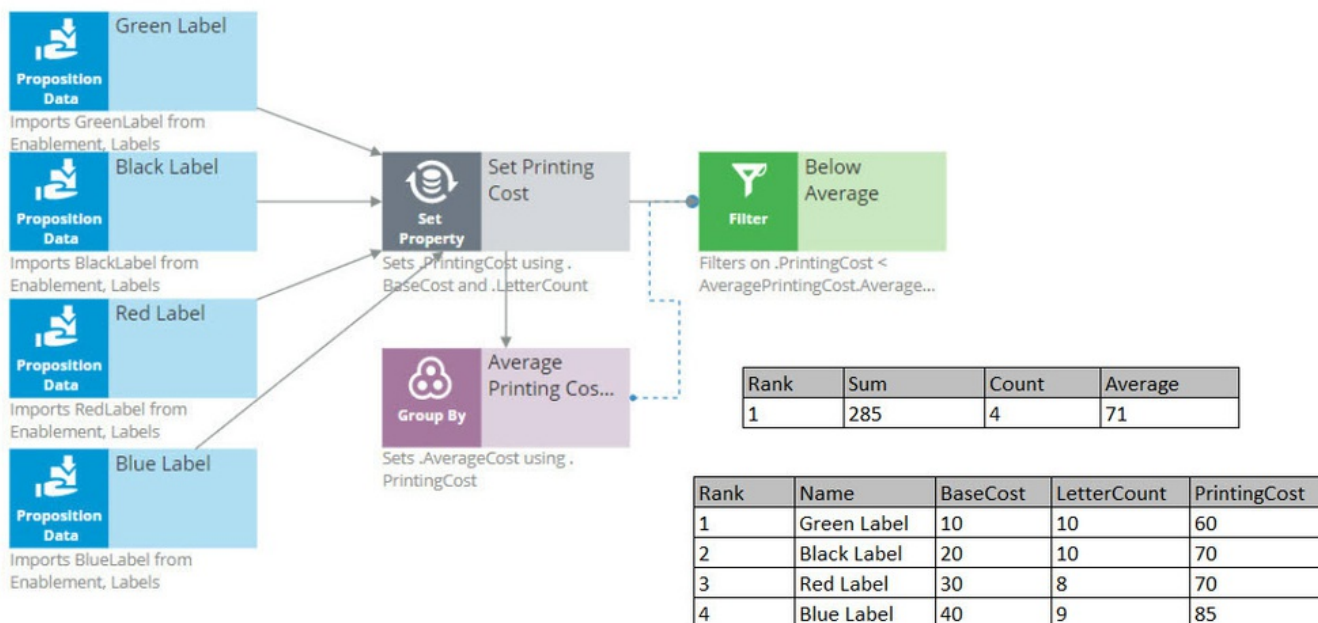 Green Label
Proposition
Data
Imports GreenLabel from
Enablement, Labels
Black Label
Proposition
Data
Imports BlackLabel from
Enablement, Labels
Red Label
Proposition
Data
Imports RedLabel from
Enablement, Labels
Blue Label
Proposition
Data
Imports BlueLabel from
Enablement, Labels
Set Printing
Cost
Set
Property
Sets .PrintingCost using .
BaseCost and .LetterCount
Average
Printing Cos...
Group By
Sets .AverageCost using .
PrintingCost
Below
Average
Filter
Filters on .PrintingCost <
AveragePrintingCost.Average...
Rank Sum Count Average
1 285 4 71
Rank Name BaseCost LetterCount PrintingCost
1 Green Label 10 10 60
2 Black Label 20 10 70
3 Red Label 30 8 70
4 Blue Label 40 9 85